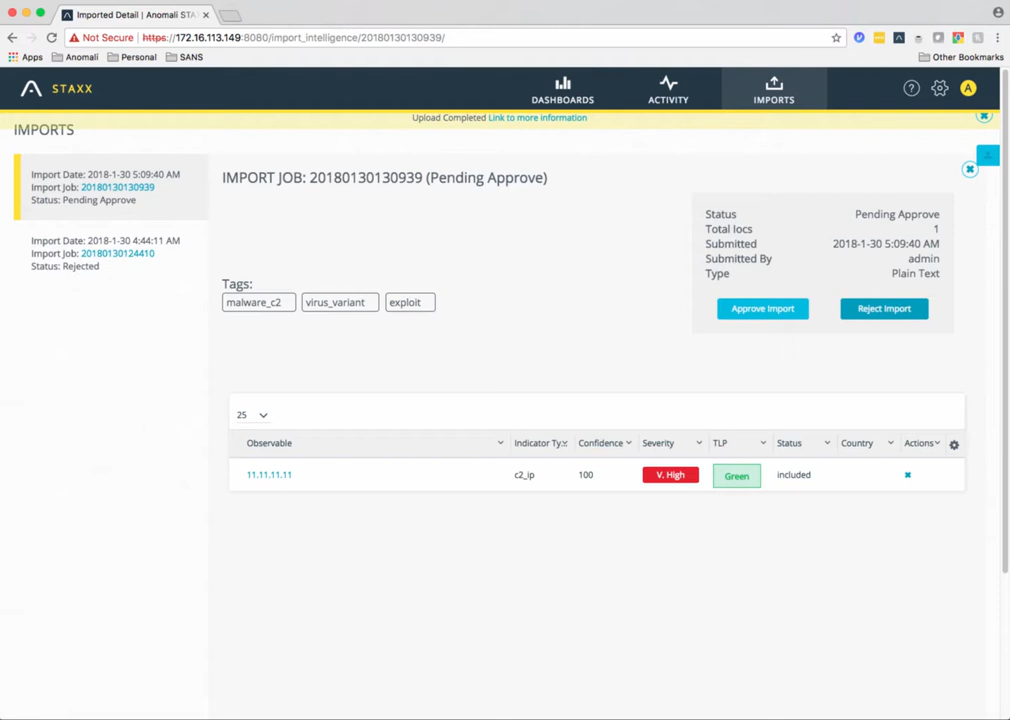 Imported Detail | Anomali STA
Not Secure https://172.16.113.149:8080/import_intelligence/20180130130939/
Apps Anomali Personal SANS Other Bookmarks
STAXX
DASHBOARDS ACTIVITY IMPORTS ? A
Upload Completed Link to more information
IMPORTS
Import Date: 2018-1-30 5:09:40 AM
Import Job: 20180130130939
Status: Pending Approve
Import Date: 2018-1-30 4:44:11 AM
Import Job: 20180130124410
Status: Rejected
IMPORT JOB: 20180130130939 (Pending Approve)
Status Pending Approve
Total Iocs 1
Submitted 2018-1-30 5:09:40 AM
Submitted By admin
Type Plain Text
Approve Import Reject Import
Tags:
malware_c2 virus_variant exploit
25
Observable Indicator Ty... Confidence Severity TLP Status Country Actions
11.11.11.11 c2_ip 100 V. High Green included